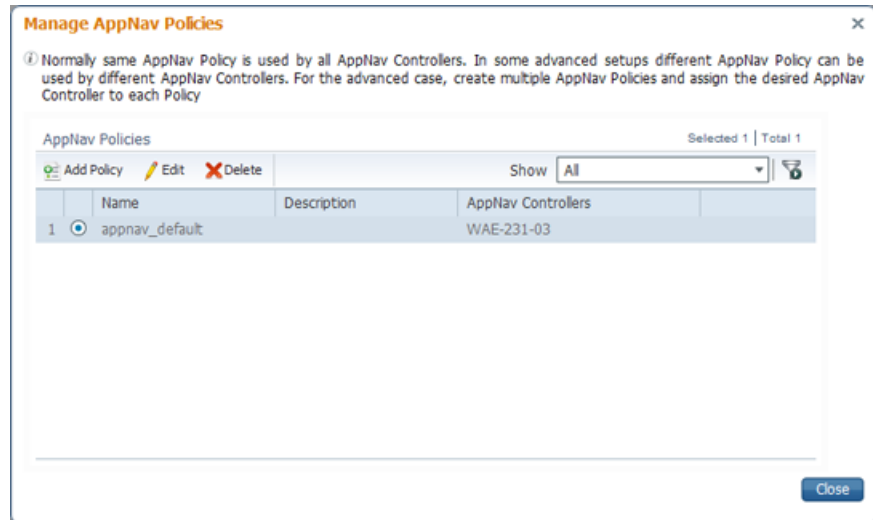 Manage AppNav Policies
Normally same AppNav Policy is used by all AppNav Controllers. In some advanced setups different AppNav Policy can be
used by different AppNav Controllers. For the advanced case, create multiple AppNav Policies and assign the desired AppNav
Controller to each Policy
AppNav Policies Selected 1 | Total 1
Add Policy Edit Delete Show All
Name Description AppNav Controllers
1 appnav_default WAE-231-03
Close